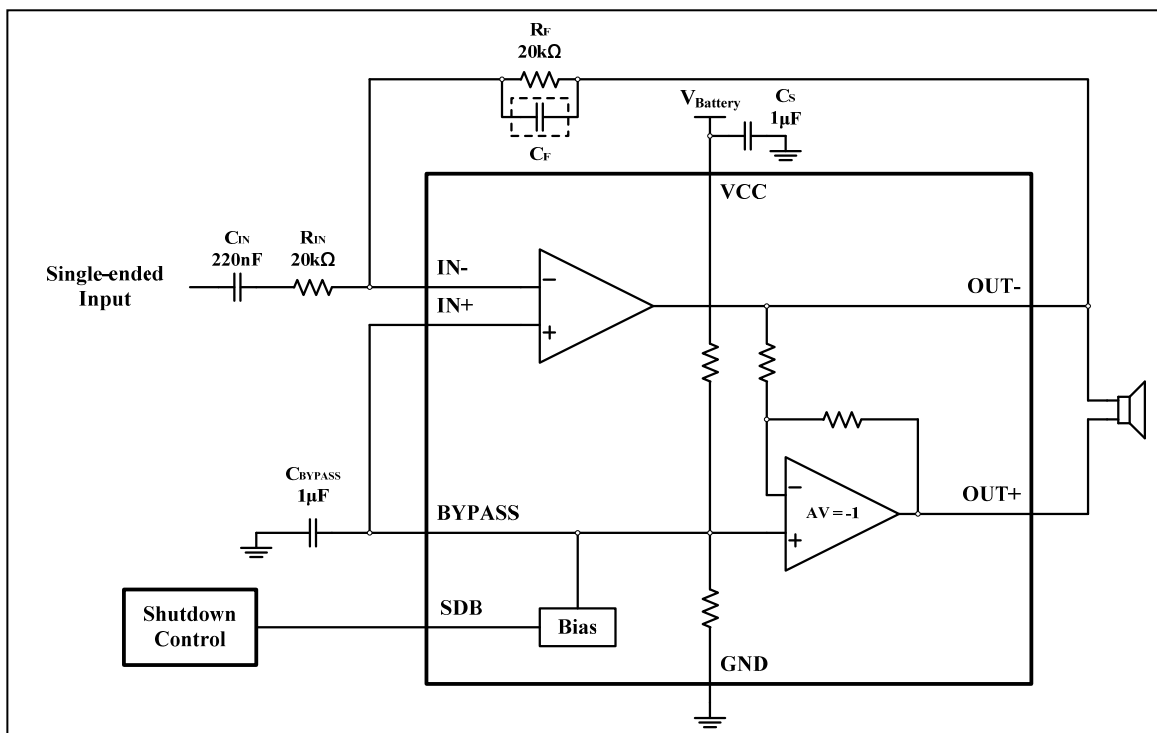 RF
20kΩ
VBattery
CS
1µF
CF
VCC
CIN
220nF
RIN
20kΩ
Single-ended
Input
IN-
IN+
OUT-
CBYPASS
1µF
BYPASS
AV = -1
OUT+
SDB
Shutdown
Control
Bias
GND